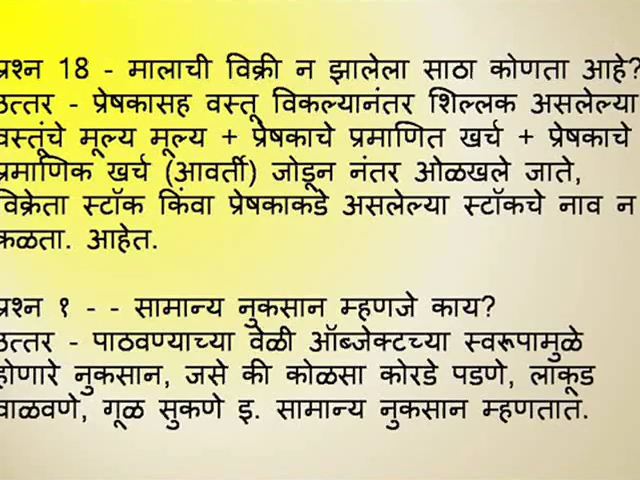 प्रश्न 18 - मालाची विक्री न झालेला साठा कोणता आहे?
उत्तर - प्रेषकासह वस्तू विकल्यानंतर शिल्लक असलेल्या
वस्तूंचे मूल्य मूल्य + प्रेषकाचे प्रमाणित खर्च + प्रेषकाचे
प्रमाणिक खर्च (आवर्ती) जोडून नंतर ओळखले जाते,
विक्रेता स्टॉक किंवा प्रेषकाकडे असलेल्या स्टॉकचे नाव न
कळता. आहेत.
प्रश्न १ - - सामान्य नुकसान म्हणजे काय?
उत्तर - पाठवण्याच्या वेळी ऑब्जेक्टच्या स्वरूपामुळे
होणारे नुकसान, जसे की कोळसा कोरडे पडणे, लाकूड
वाळवणे, गूळ सुकणे इ. सामान्य नुकसान म्हणतात.